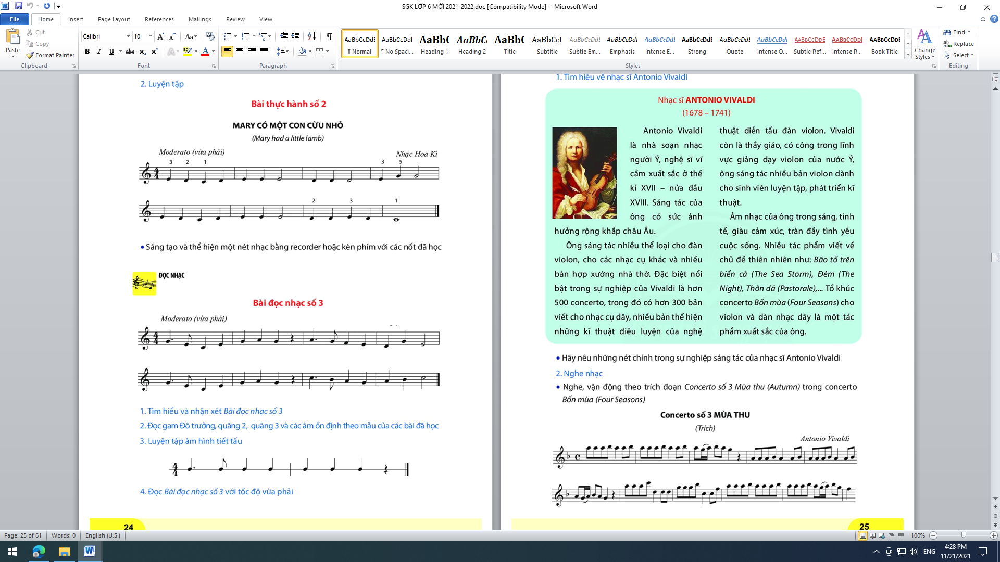 SGK LỚP 6 MỚI 2021-2022.doc [Compatibility Mode] - Microsoft Word
File Home Insert Page Layout References Mailings Review View
Paste
Cut
Copy
Format Painter
Clipboard
Calibri 10
Font
Paragraph
AaBbCcDdE AaBbCcDdE AaBbC AaBbCc AaBbC AaBbCcI AaBbCcDdE AaBbCcDdE AaBbCcDdE AaBbCcDdE AaBbCcDdE AaBbCcDdE AaBbCcDdE AaBbCcDdE AaBbCcDdE
¶ Normal ¶ No Spaci... Heading 1 Heading 2 Title Subtitle Subtle Em... Emphasis Intense E... Strong Quote Intense Q... Subtle Ref... Intense R... Book Title
Styles
Change Styles
Find
Replace
Select
Editing
2. Luyện tập
Bài thực hành số 2
MARY CÓ MỘT CON CỪU NHỎ
(Mary had a little lamb)
Moderato (vừa phải)
Nhạc Hoa Kì
3 2 1 3 5
4
4
2 3 1
• Sáng tạo và thể hiện một nét nhạc bằng recorder hoặc kèn phím với các nốt đã học
ĐỌC NHẠC
Bài đọc nhạc số 3
Moderato (vừa phải)
4
4
1. Tìm hiểu và nhận xét Bài đọc nhạc số 3
2. Đọc gam Đô trưởng, quãng 2, quãng 3 và các âm ổn định theo mẫu của các bài đã học
3. Luyện tập âm hình tiết tấu
4
4
4. Đọc Bài đọc nhạc số 3 với tốc độ vừa phải
24
1. Tìm hiểu về nhạc sĩ Antonio Vivaldi
Nhạc sĩ ANTONIO VIVALDI
(1678 – 1741)
Antonio Vivaldi
là nhà soạn nhạc
người Ý, nghệ sĩ vĩ
cầm xuất sắc ở thế
kỉ XVII – nửa đầu
XVIII. Sáng tác của
ông có sức ảnh
hưởng rộng khắp châu Âu.
Ông sáng tác nhiều thể loại cho đàn
violon, cho các nhạc cụ khác và nhiều
bản hợp xướng nhà thờ. Đặc biệt nổi
bật trong sự nghiệp của Vivaldi là hơn
500 concerto, trong đó có hơn 300 bản
viết cho nhạc cụ dây, nhiều bản thể hiện
những kĩ thuật điêu luyện của nghệ
thuật diễn tấu đàn violon. Vivaldi
còn là thầy giáo, có công trong lĩnh
vực giảng dạy violon của nước Ý,
ông sáng tác nhiều bản violon dành
cho sinh viên luyện tập, phát triển kĩ
thuật.
Âm nhạc của ông trong sáng, tinh
tế, giàu cảm xúc, tràn đầy tình yêu
cuộc sống. Nhiều tác phẩm viết về
chủ đề thiên nhiên như: Bão tố trên
biển cả (The Sea Storm), Đêm (The
Night), Thôn dã (Pastorale),... Tổ khúc
concerto Bốn mùa (Four Seasons) cho
violon và dàn nhạc dây là một tác
phẩm xuất sắc của ông.
• Hãy nêu những nét chính trong sự nghiệp sáng tác của nhạc sĩ Antonio Vivaldi
2. Nghe nhạc
• Nghe, vận động theo trích đoạn Concerto số 3 Mùa thu (Autumn) trong concerto
Bốn mùa (Four Seasons)
Concerto số 3 MÙA THU
(Trích)
Antonio Vivaldi
25
Page: 25 of 61 Words: 0 English (U.S.) 100%
ENG
4:28 PM
11/21/2021